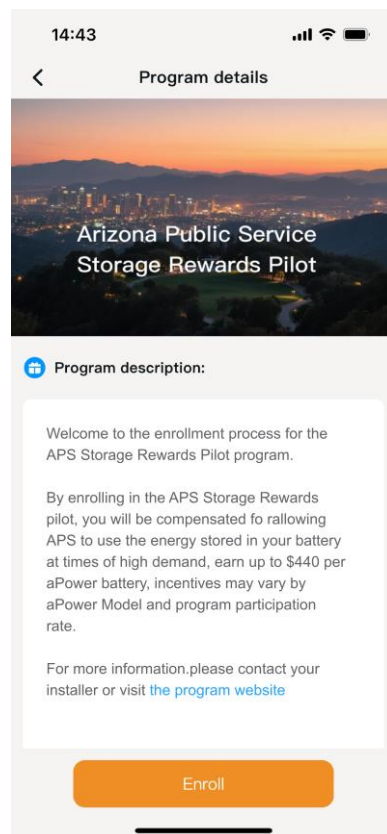 14:43
Program details
Arizona Public Service
Storage Rewards Pilot
Program description:
Welcome to the enrollment process for the
APS Storage Rewards Pilot program.
By enrolling in the APS Storage Rewards
pilot, you will be compensated fo rallowing
APS to use the energy stored in your battery
at times of high demand, earn up to $440 per
aPower battery, incentives may vary by
aPower Model and program participation
rate.
For more information.please contact your
installer or visit the program website
Enroll